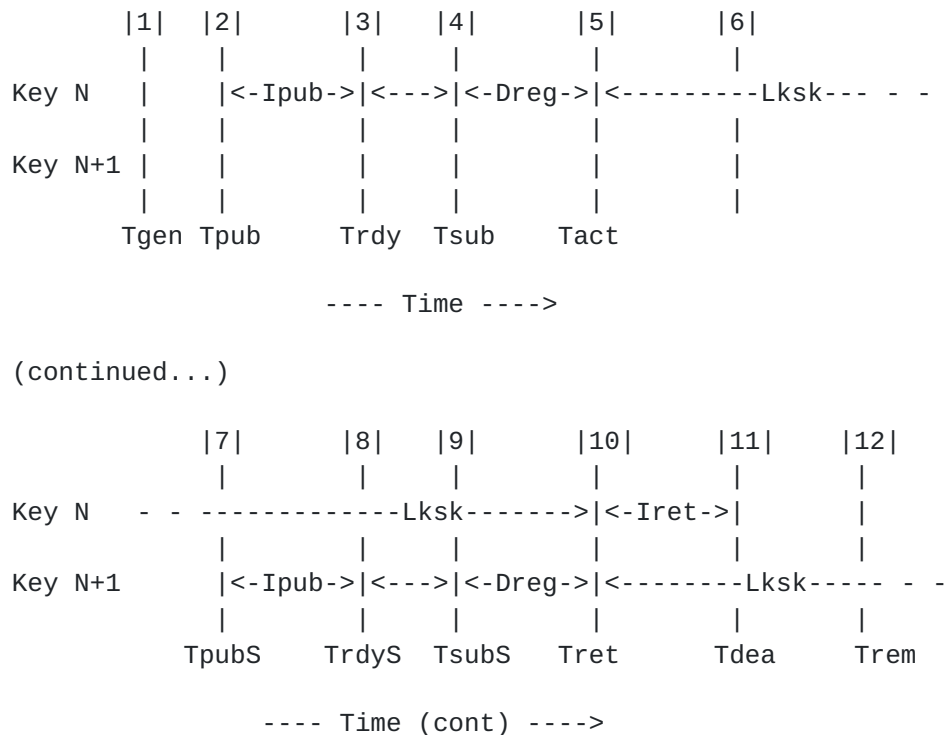 |1|  |2|       |3|   |4|       |5|      |6|
        |    |         |     |         |        |
Key N   |    |<-Ipub->|<--->|<-Dreg->|<---------Lksk--- - -
        |    |         |     |         |        |
Key N+1 |    |         |     |         |        |
        |    |         |     |         |        |
       Tgen Tpub      Trdy  Tsub     Tact
---- Time ---->
(continued...)
            |7|       |8|   |9|       |10|     |11|    |12|
             |         |     |         |        |       |
Key N   - - -------------Lksk------->|<-Iret->|       |
             |         |     |         |        |       |
Key N+1      |<-Ipub->|<--->|<-Dreg->|<--------Lksk----- - -
             |         |     |         |        |       |
           TpubS     TrdyS TsubS     Tret      Tdea    Trem
---- Time (cont) ---->